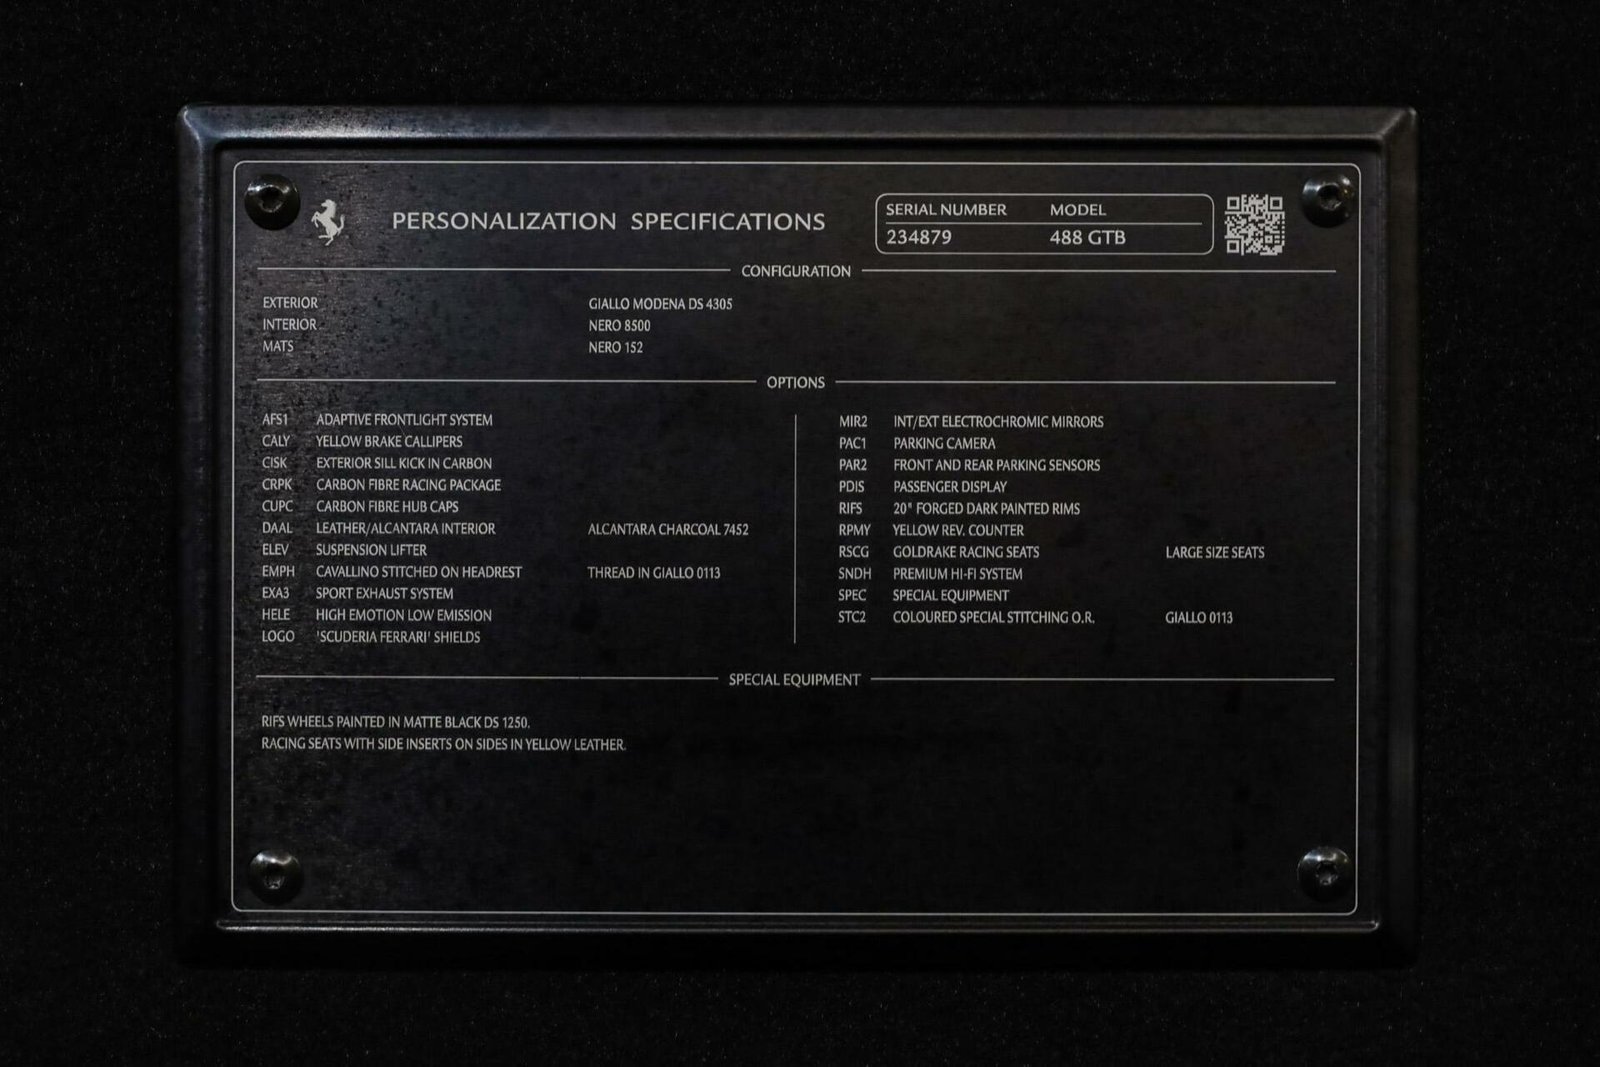 PERSONALIZATION SPECIFICATIONS
SERIAL NUMBER MODEL
234879 488 GTB
CONFIGURATION
EXTERIOR GIALLO MODENA DS 4305
INTERIOR NERO 8500
MATS NERO 152
OPTIONS
AFS1 ADAPTIVE FRONTLIGHT SYSTEM
CALY YELLOW BRAKE CALLIPERS
CISK EXTERIOR SILL KICK IN CARBON
CRPK CARBON FIBRE RACING PACKAGE
CUPC CARBON FIBRE HUB CAPS
DAAL LEATHER/ALCANTARA INTERIOR ALCANTARA CHARCOAL 7452
ELEV SUSPENSION LIFTER
EMPH CAVALLINO STITCHED ON HEADREST THREAD IN GIALLO 0113
EXA3 SPORT EXHAUST SYSTEM
HELE HIGH EMOTION LOW EMISSION
LOGO 'SCUDERIA FERRARI' SHIELDS
MIR2 INT/EXT ELECTROCHROMIC MIRRORS
PAC1 PARKING CAMERA
PAR2 FRONT AND REAR PARKING SENSORS
PDIS PASSENGER DISPLAY
RIFS 20" FORGED DARK PAINTED RIMS
RPMY YELLOW REV. COUNTER
RSCG GOLDRAKE RACING SEATS LARGE SIZE SEATS
SNDH PREMIUM HI-FI SYSTEM
SPEC SPECIAL EQUIPMENT
STC2 COLOURED SPECIAL STITCHING O.R. GIALLO 0113
SPECIAL EQUIPMENT
RIFS WHEELS PAINTED IN MATTE BLACK DS 1250.
RACING SEATS WITH SIDE INSERTS ON SIDES IN YELLOW LEATHER.